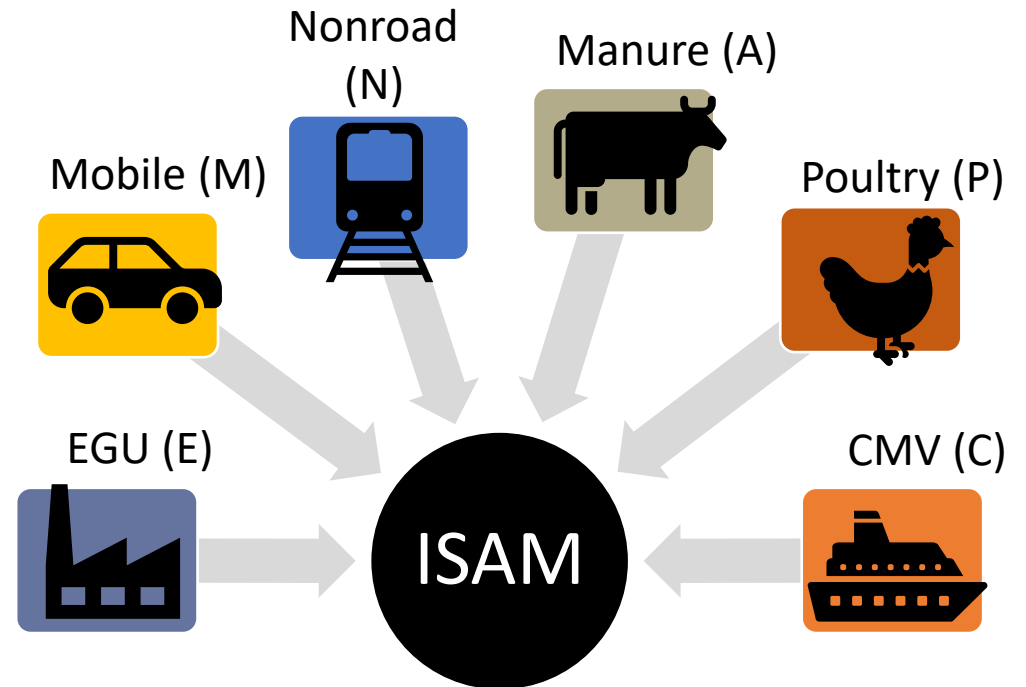 Nonroad
(N)
Manure (A)
Mobile (M)
Poultry (P)
EGU (E)
CMV (C)
ISAM